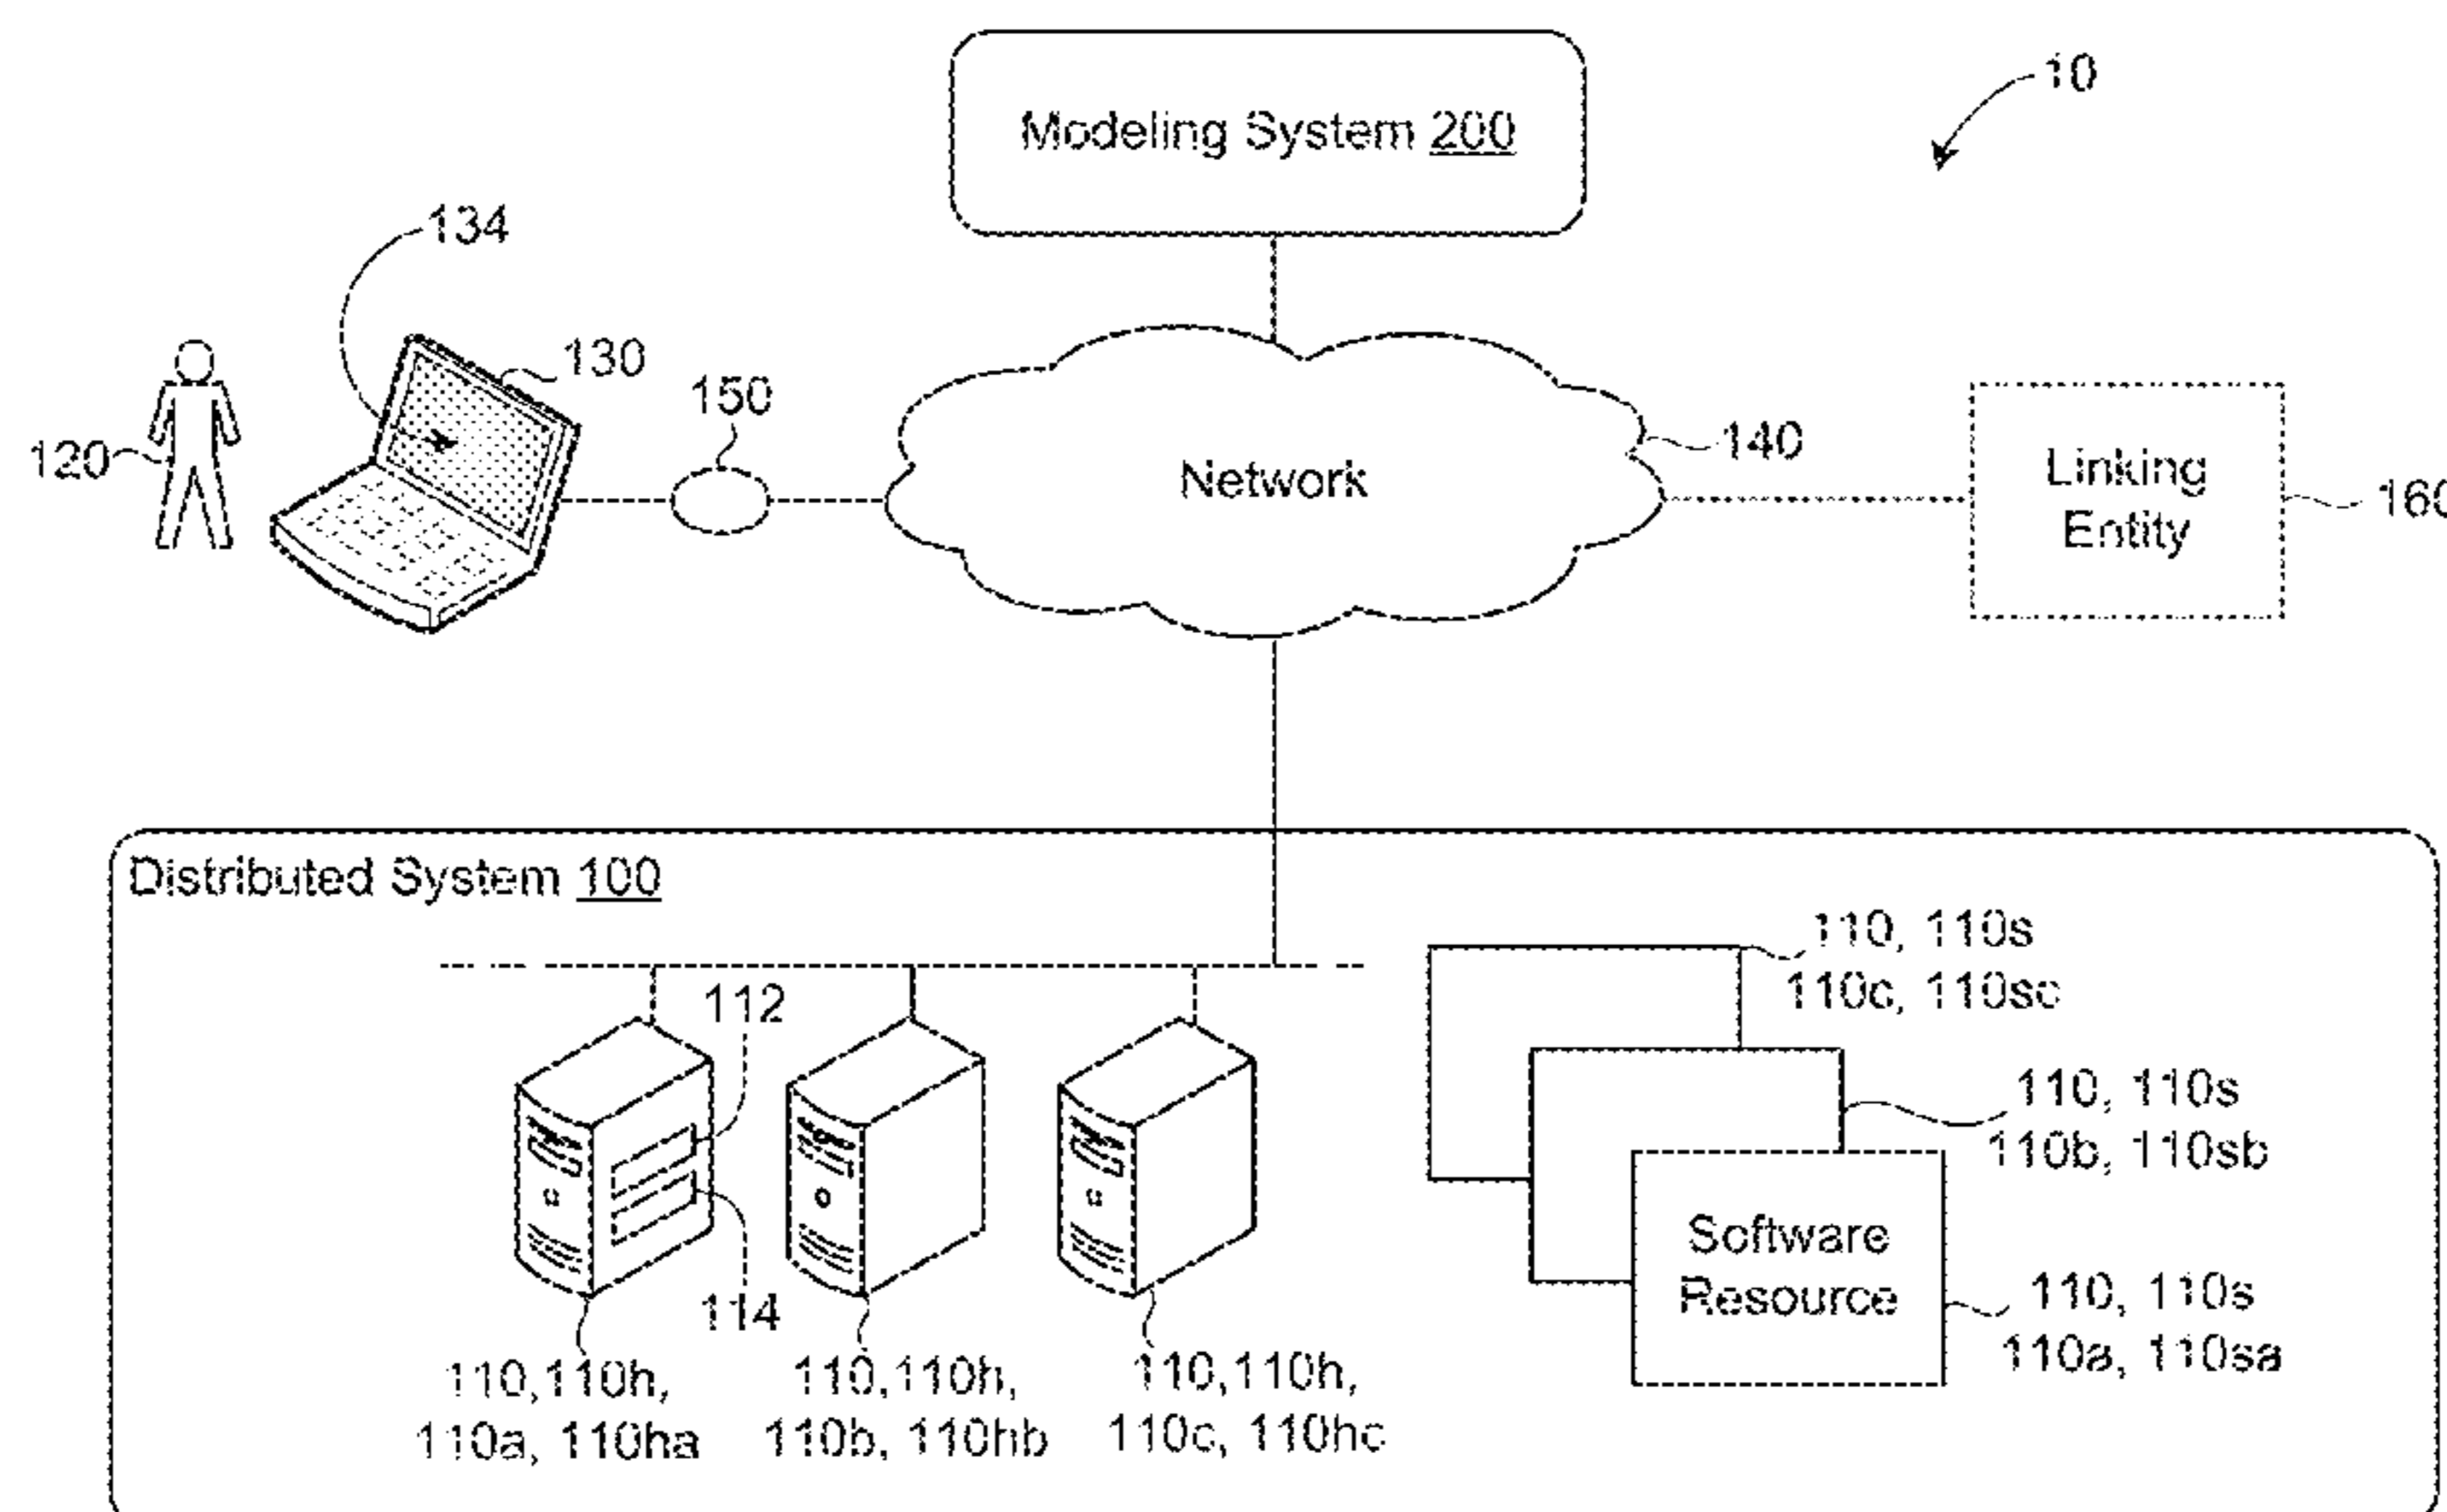 Modeling System 200
10
134
130
150
120
Network
140
Linking
Entity
160
Distributed System 100
112
114
110, 110h,
110a, 110ha
110, 110h,
110b, 110hb
110, 110h,
110c, 110hc
110, 110s
110c, 110sc
110, 110s
110b, 110sb
Software
Resource
110, 110s
110a, 110sa